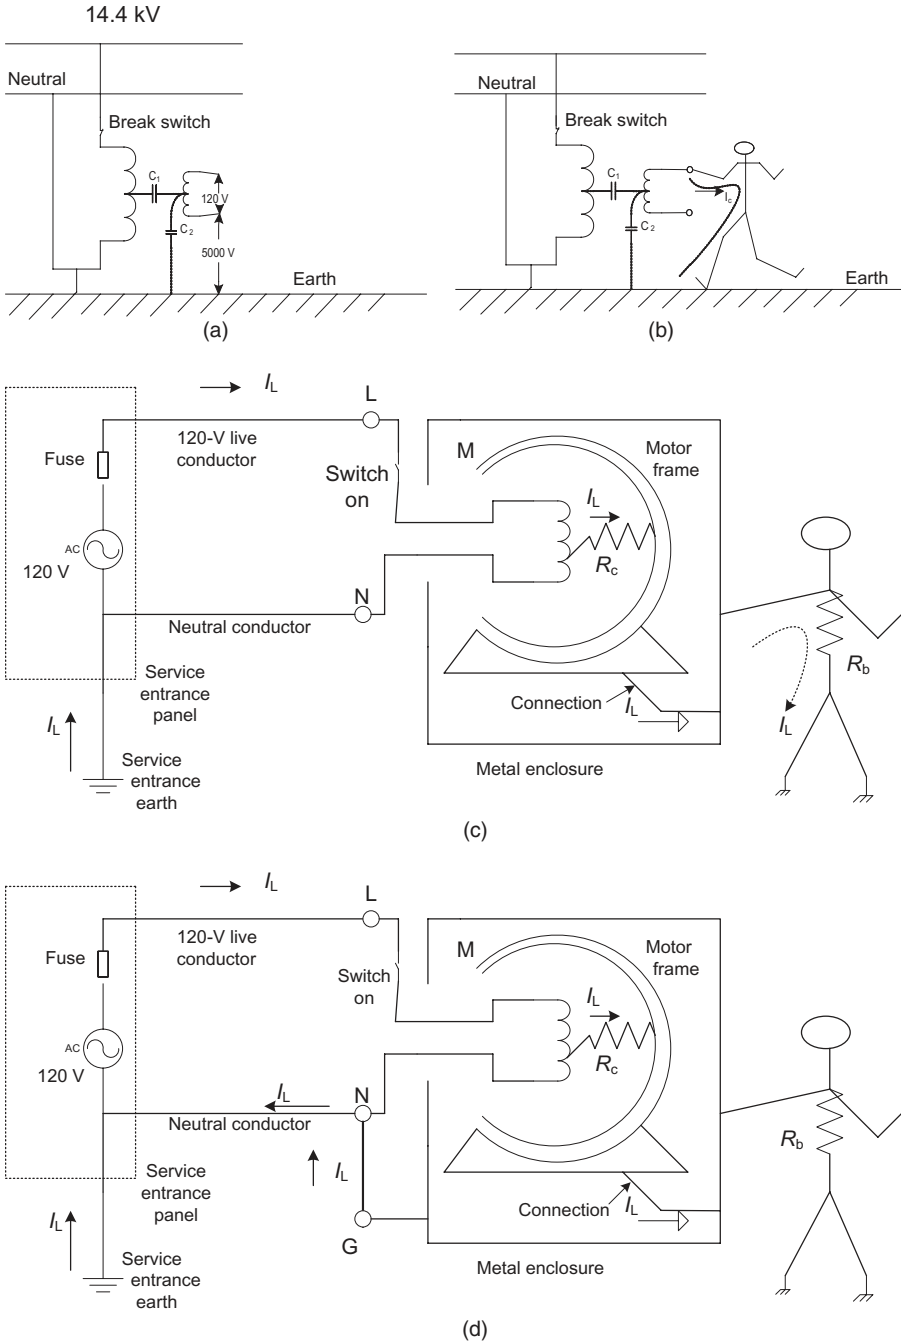 14.4 kV
Neutral
Break switch
C1
C2
120 V
5000 V
Earth
(a)
Neutral
Break switch
C1
C2
Ic
Earth
(b)
IL
L
120-V live
conductor
Fuse
Switch
on
M
Motor
frame
IL
Rc
AC
120 V
N
Neutral conductor
Service
entrance
panel
Connection
IL
Rb
IL
IL
Service
entrance
earth
Metal enclosure
(c)
IL
L
120-V live
conductor
Fuse
Switch
on
M
Motor
frame
IL
Rc
AC
120 V
IL
N
Neutral conductor
Rb
Service
entrance
panel
IL
Connection
IL
IL
G
Service
entrance
earth
Metal enclosure
(d)